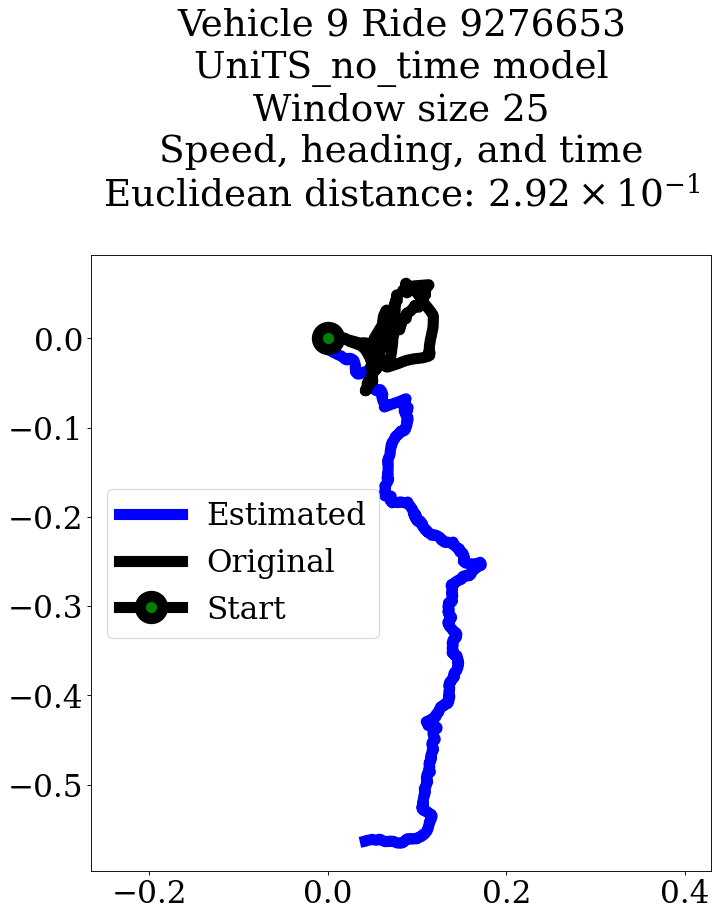 Vehicle 9 Ride 9276653
UniTS_no_time model
Window size 25
Speed, heading, and time
Euclidean distance: 2.92 × 10⁻¹
0.0
−0.1
−0.2
−0.3
−0.4
−0.5
Estimated
Original
Start
−0.2 0.0 0.2 0.4